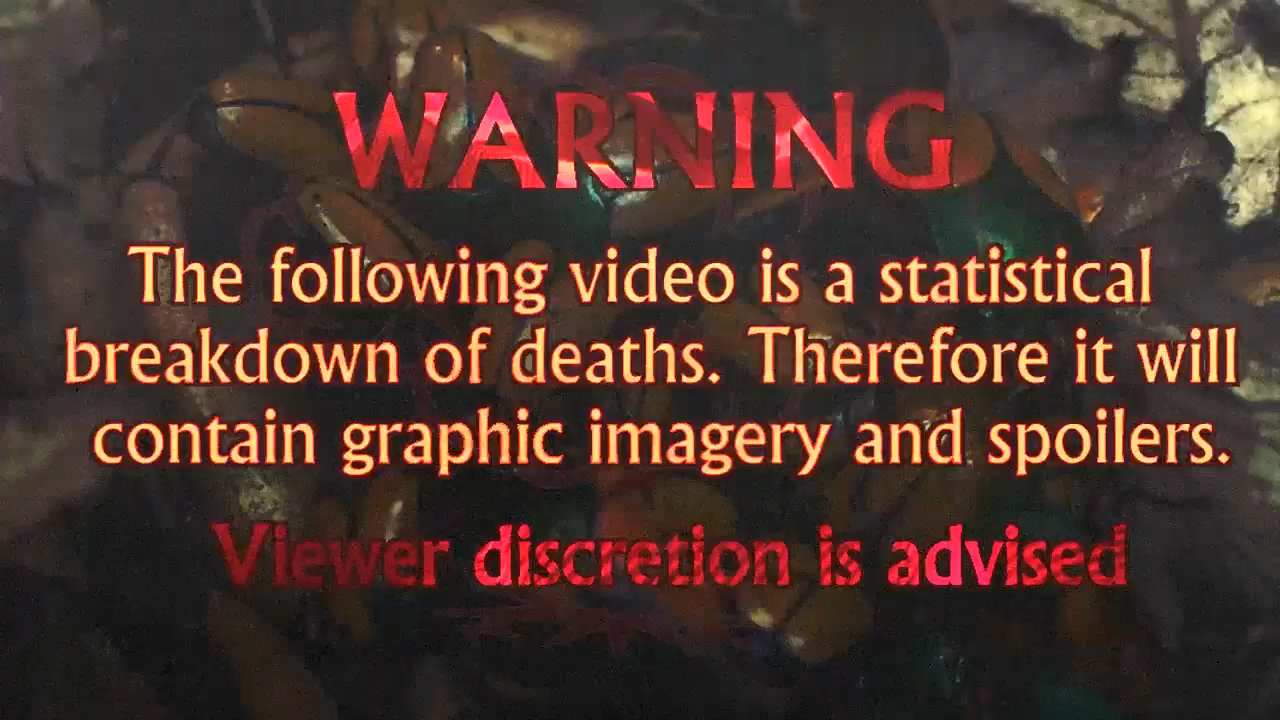 WARNING
The following video is a statistical
breakdown of deaths. Therefore it will
contain graphic imagery and spoilers.
Viewer discretion is advised